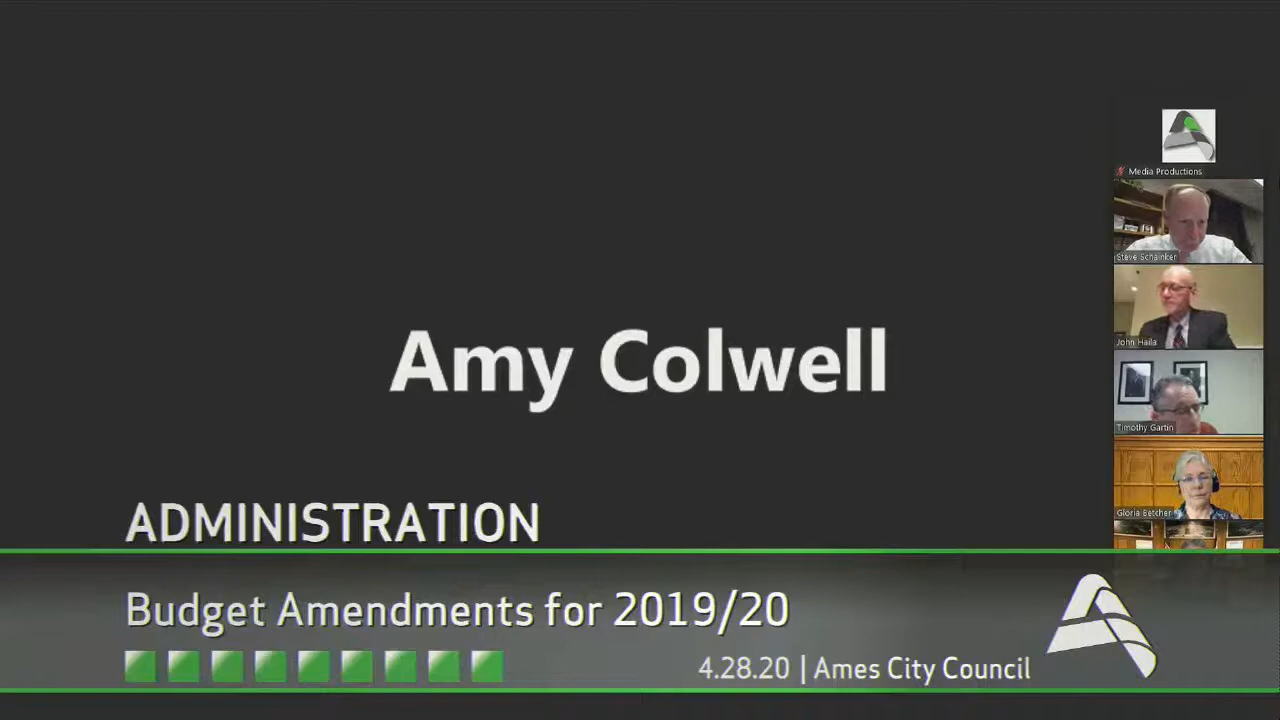 Media Productions
Steve Schainker
John Haila
Timothy Gartin
Gloria Betcher
Amy Colwell
ADMINISTRATION
Budget Amendments for 2019/20
4.28.20 | Ames City Council